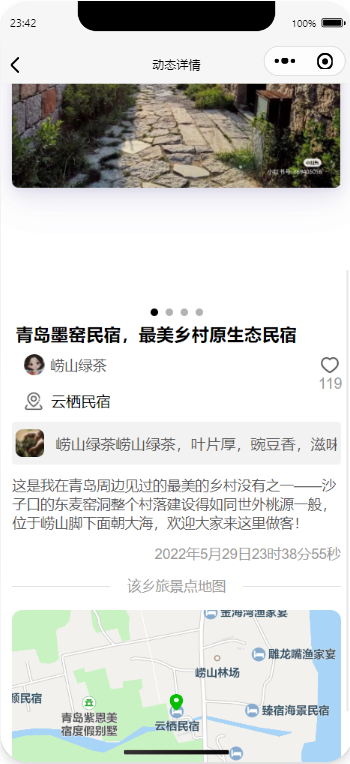 23:42
100%
动态详情
小红书
青岛墨窑民宿，最美乡村原生态民宿
崂山绿茶
119
云栖民宿
崂山绿茶崂山绿茶，叶片厚，豌豆香，滋味
这是我在青岛周边见过的最美的乡村没有之一——沙
子口的东麦窑洞整个村落建设得如同世外桃源一般，
位于崂山脚下面朝大海，欢迎大家来这里做客！
2022年5月29日23时38分55秒
该乡旅景点地图
金海湾渔家宴
雕龙献渔家宴
崂山林场
臻宿海景民宿
顾民宿
青岛紫恩美
宿度假别墅
云栖民宿